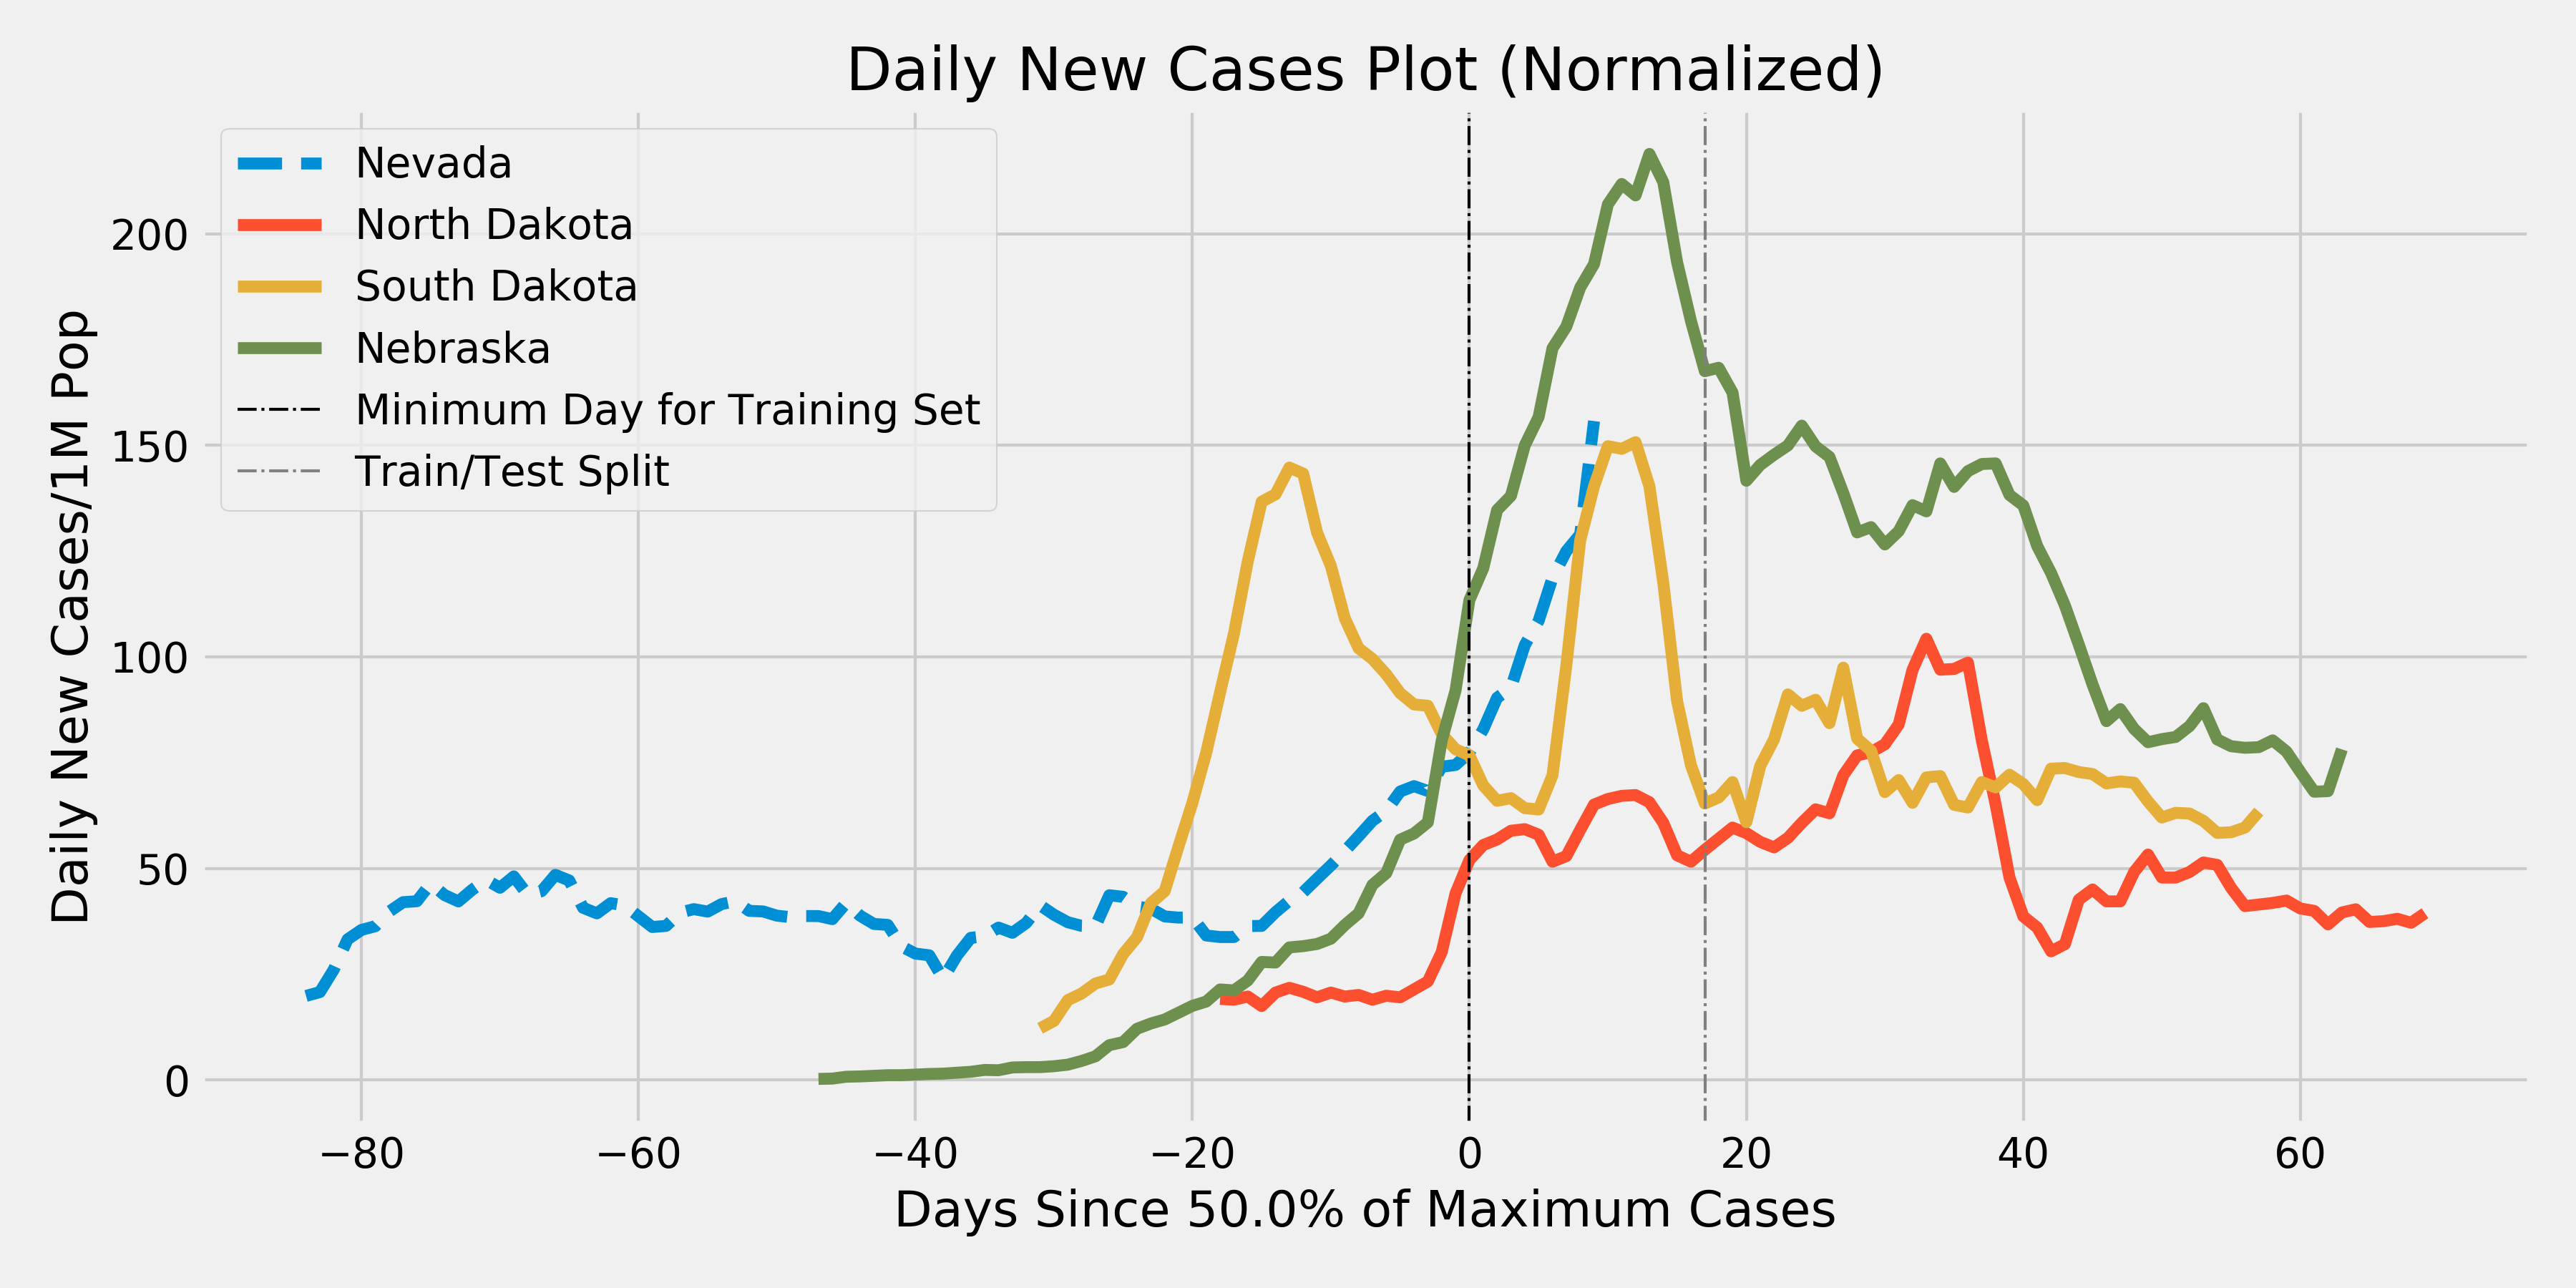 Daily New Cases Plot (Normalized)
Nevada
North Dakota
South Dakota
Nebraska
Minimum Day for Training Set
Train/Test Split
Daily New Cases/1M Pop
200
150
100
50
0
−80 −60 −40 −20 0 20 40 60
Days Since 50.0% of Maximum Cases